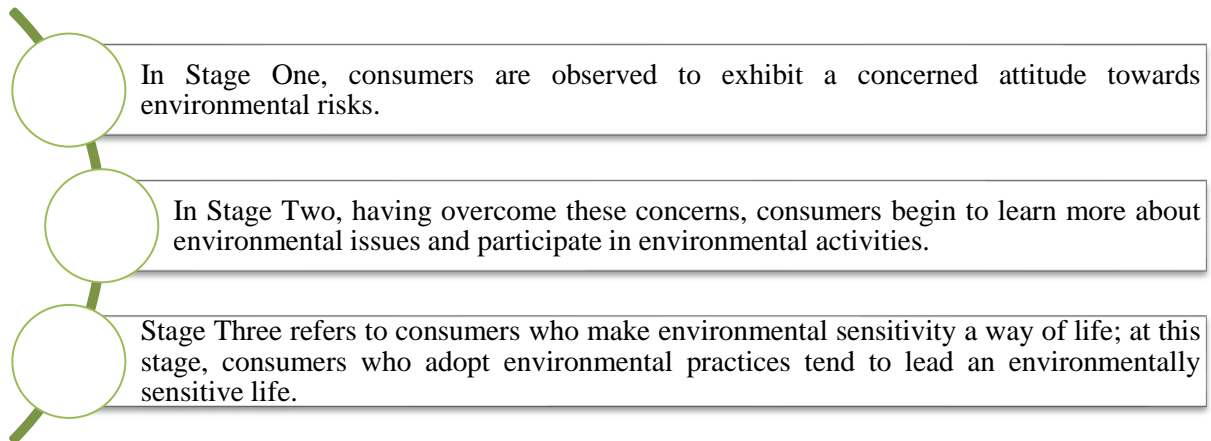 In Stage One, consumers are observed to exhibit a concerned attitude towards
environmental risks.
In Stage Two, having overcome these concerns, consumers begin to learn more about
environmental issues and participate in environmental activities.
Stage Three refers to consumers who make environmental sensitivity a way of life; at this
stage, consumers who adopt environmental practices tend to lead an environmentally
sensitive life.